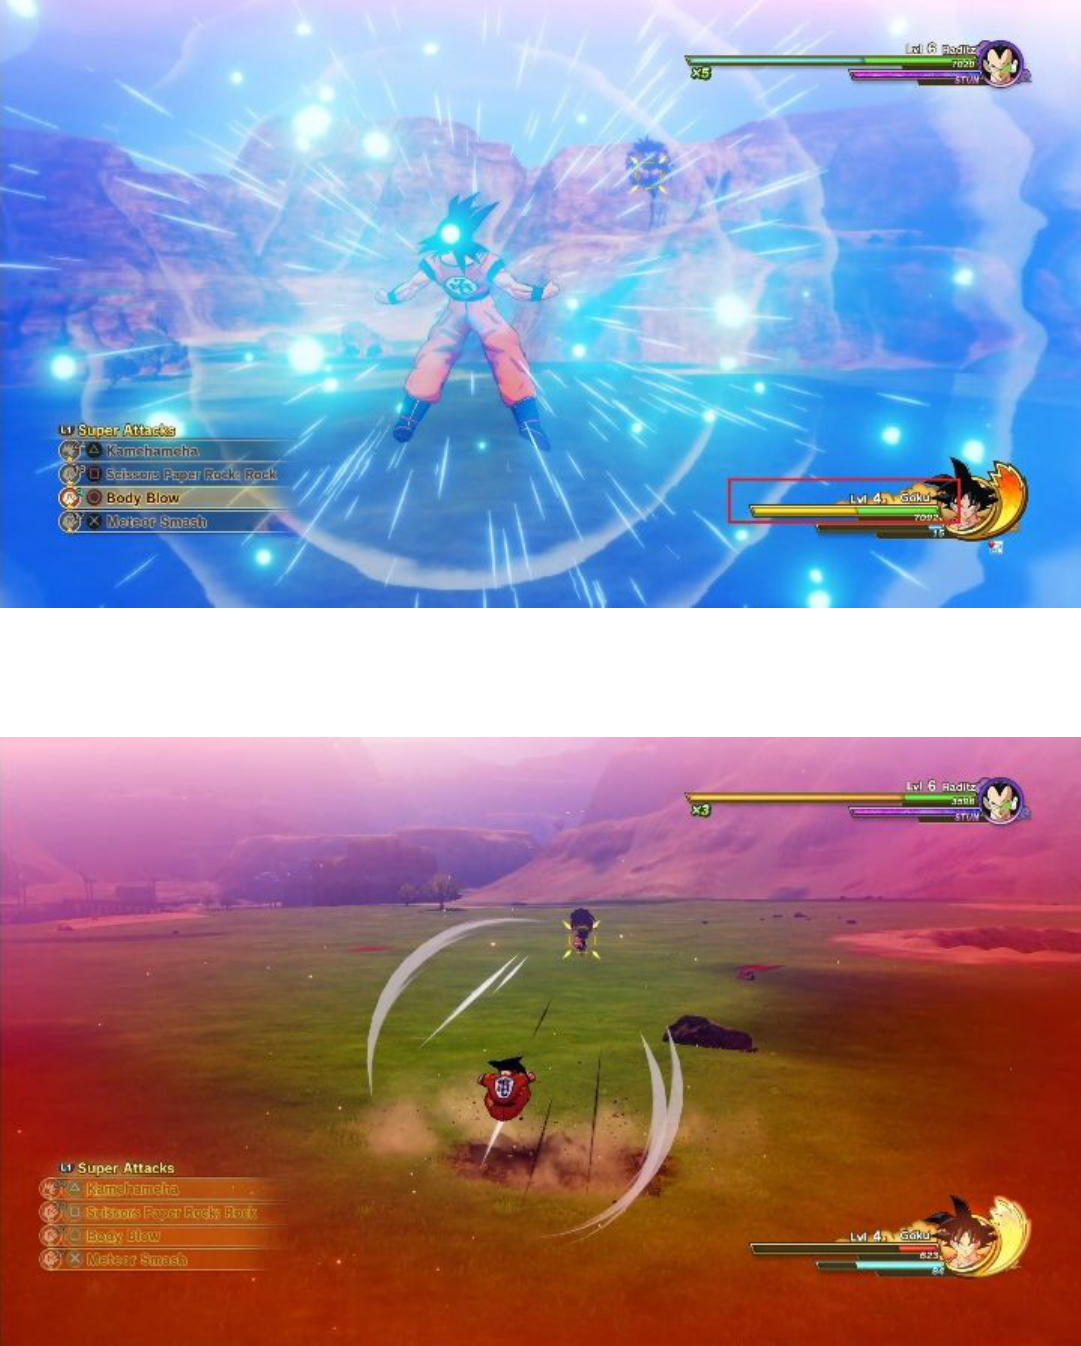 Lvl 6 Raditz
7020
X5
STUN
L1 Super Attacks
Kamehameha
Scissors Paper Rock: Rock
Body Blow
Meteor Smash
Lvl 4 Goku
7092
15
Lvl 6 Raditz
3598
X3
STUN
L1 Super Attacks
Kamehameha
Scissors Paper Rock: Rock
Body Blow
Meteor Smash
Lvl 4 Goku
623